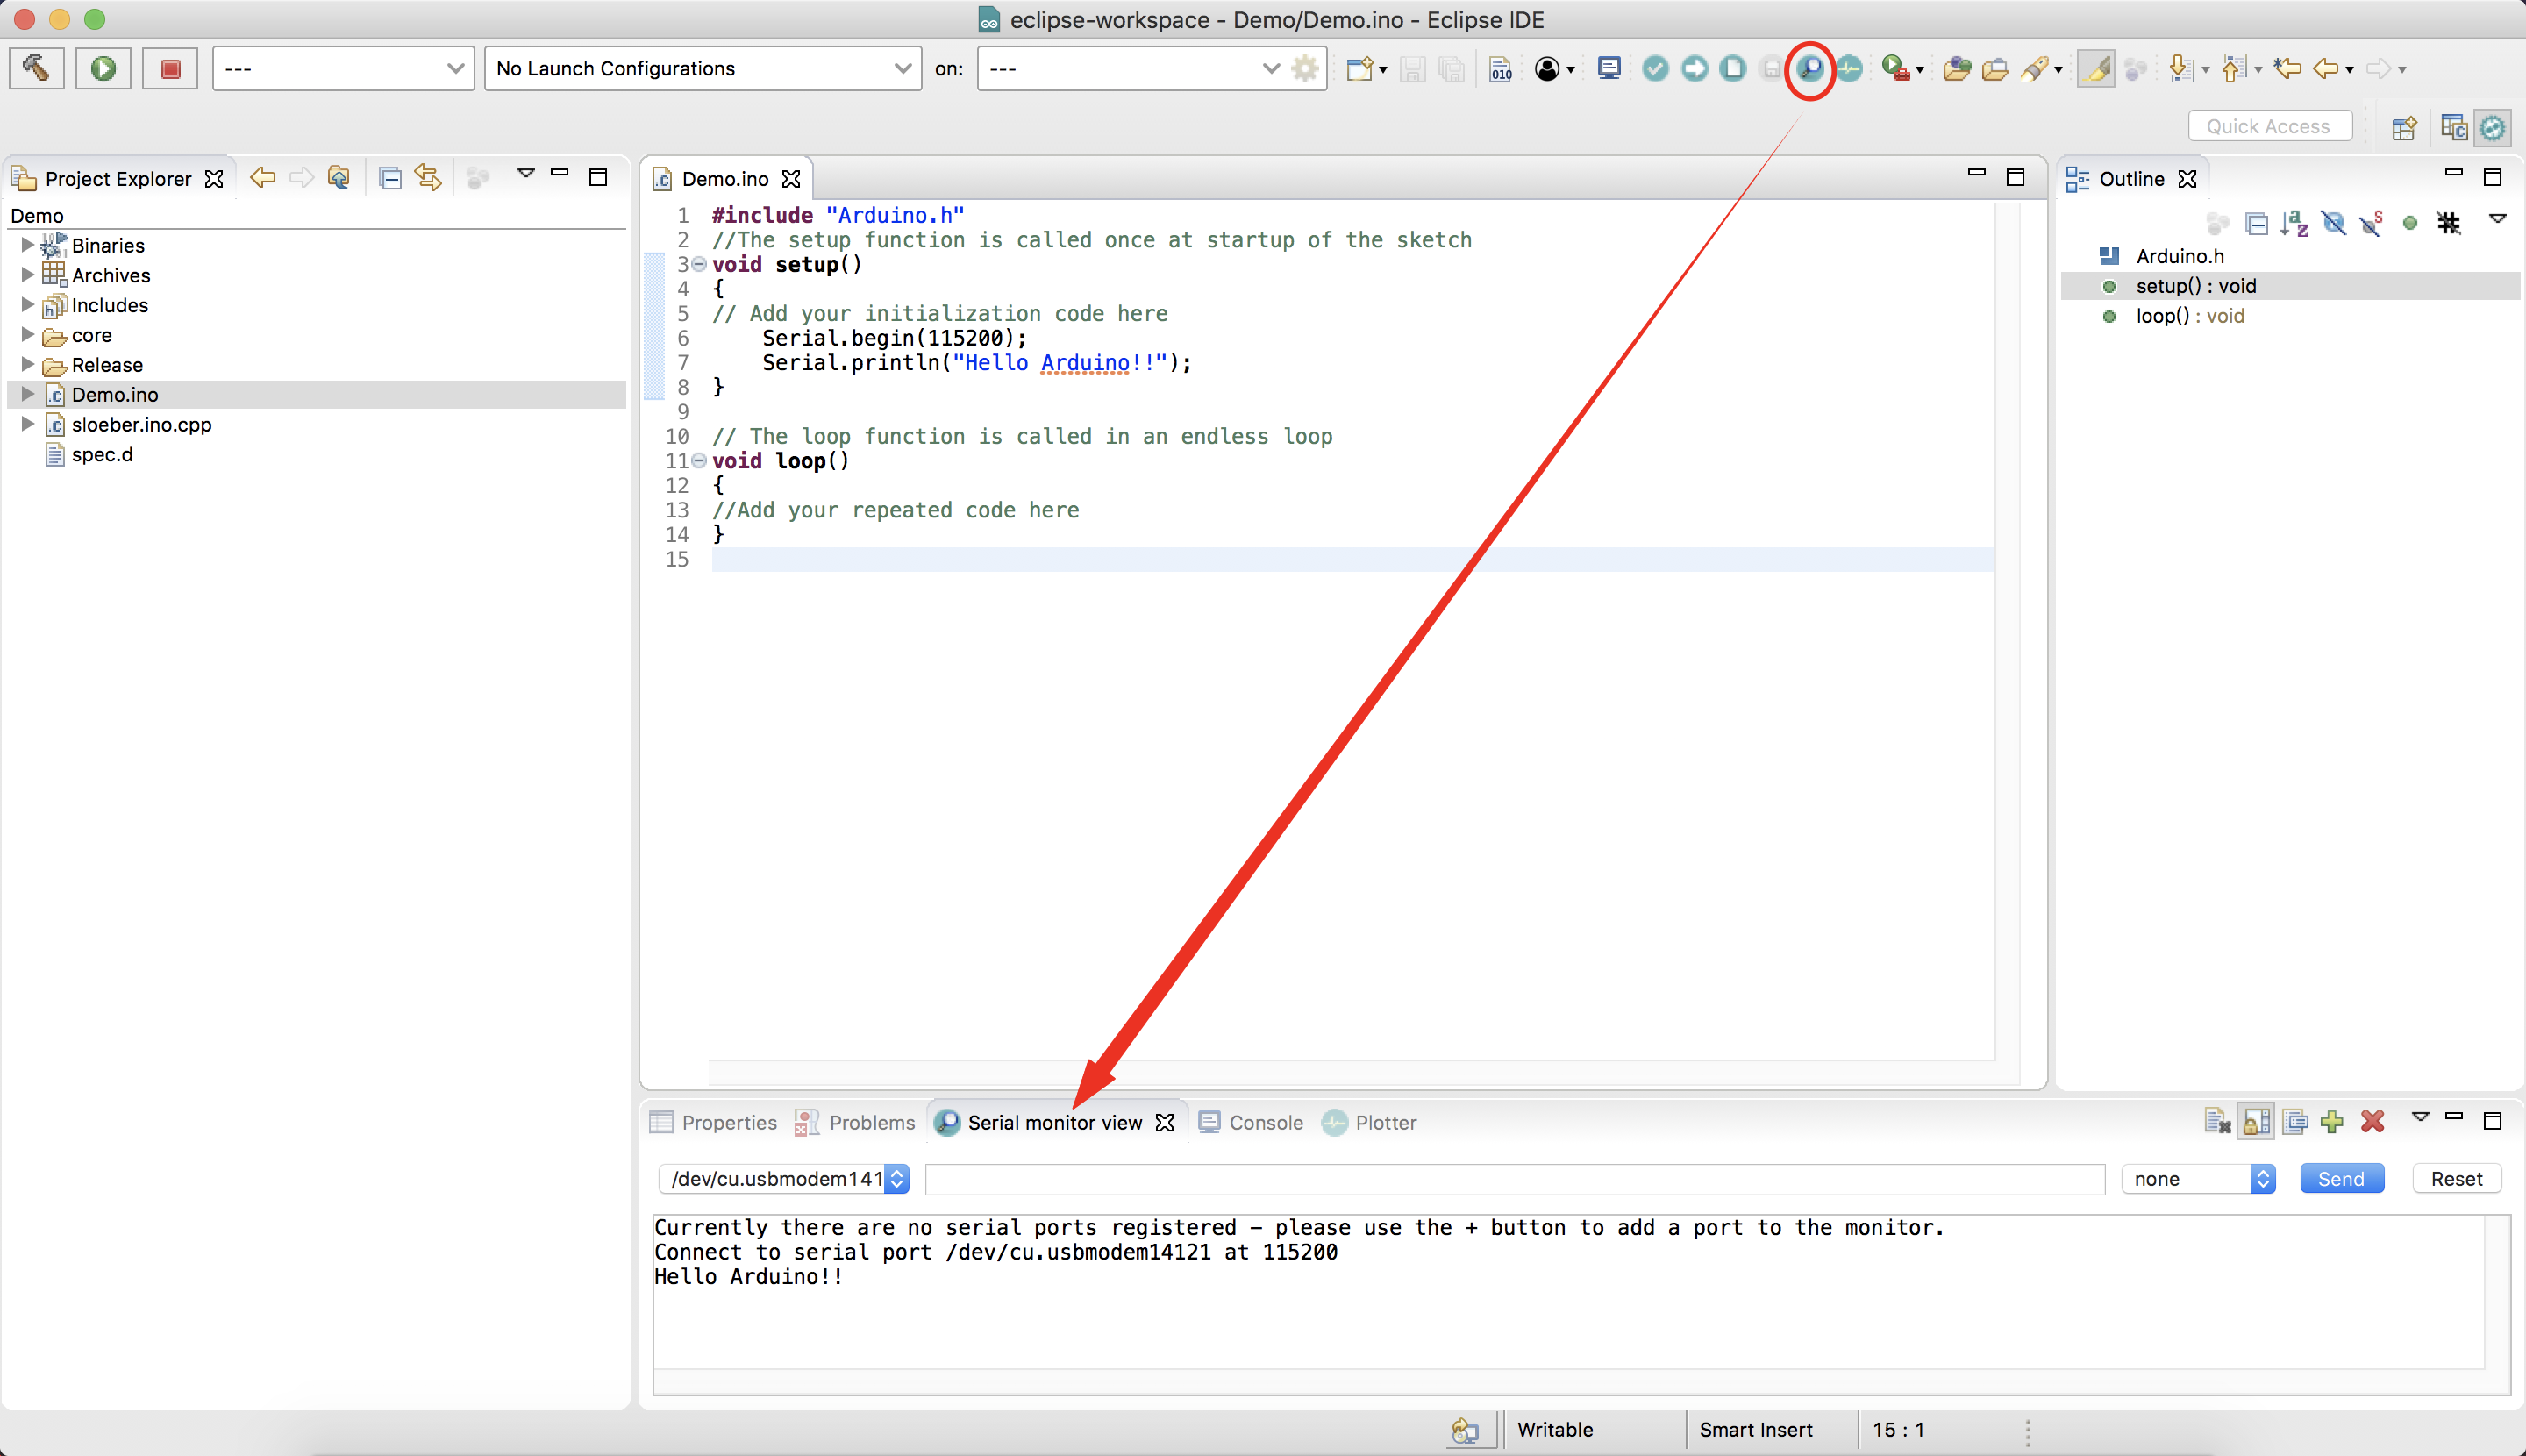 eclipse-workspace - Demo/Demo.ino - Eclipse IDE
---
No Launch Configurations
on:
---
010
Quick Access
Project Explorer
Demo
Binaries
Archives
Includes
core
Release
Demo.ino
sloeber.ino.cpp
spec.d
Demo.ino
1 #include "Arduino.h"
2 //The setup function is called once at startup of the sketch
3 void setup()
4 {
5 // Add your initialization code here
6 Serial.begin(115200);
7 Serial.println("Hello Arduino!!");
8 }
9
10 // The loop function is called in an endless loop
11 void loop()
12 {
13 //Add your repeated code here
14 }
15
Outline
Arduino.h
setup() : void
loop() : void
Properties
Problems
Serial monitor view
Console
Plotter
/dev/cu.usbmodem141
none
Send
Reset
Currently there are no serial ports registered - please use the + button to add a port to the monitor.
Connect to serial port /dev/cu.usbmodem14121 at 115200
Hello Arduino!!
Writable
Smart Insert
15 : 1